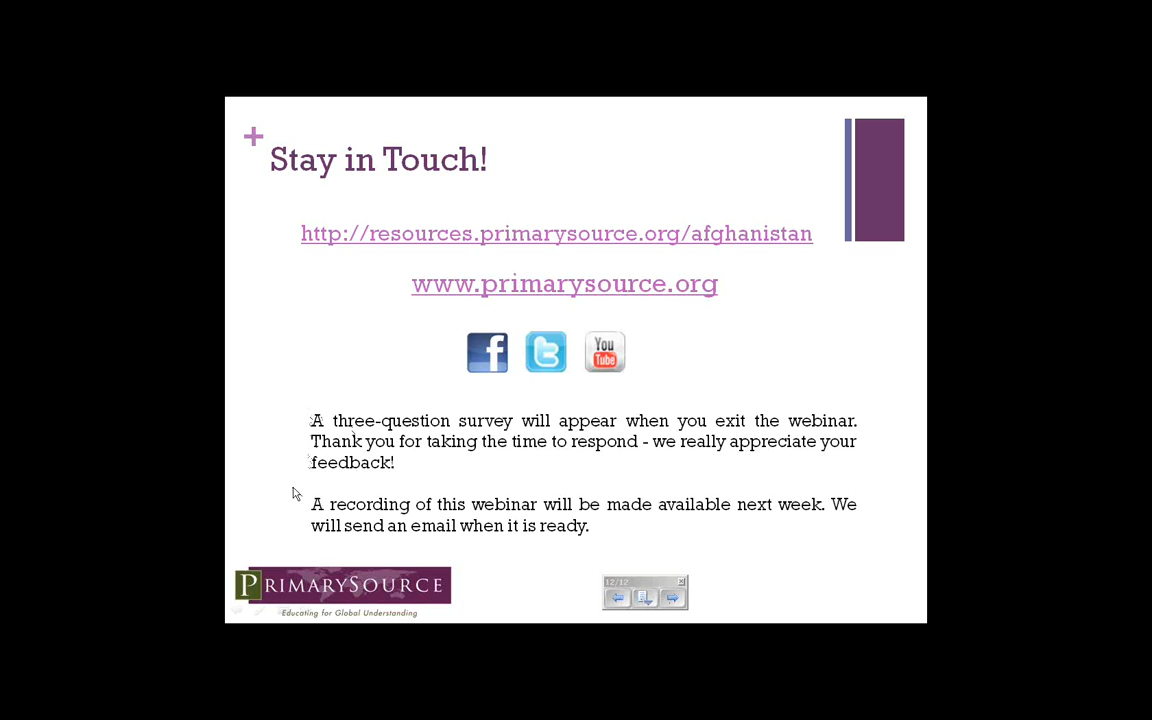 +
Stay in Touch!
http://resources.primarysource.org/afghanistan
www.primarysource.org
f
t
You
Tube
A three-question survey will appear when you exit the webinar.
Thank you for taking the time to respond - we really appreciate your
feedback!
A recording of this webinar will be made available next week. We
will send an email when it is ready.
PRIMARYSOURCE
Educating for Global Understanding
12/12